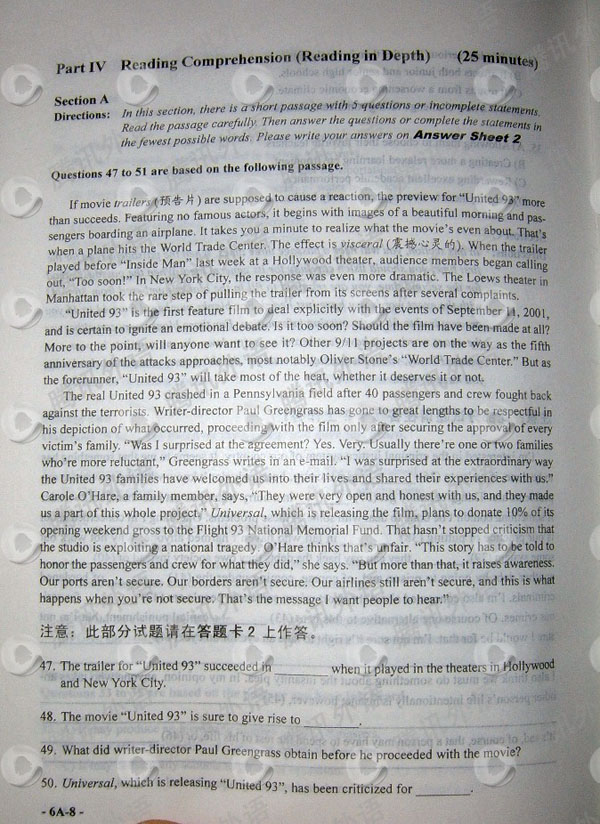 Part IV Reading Comprehension (Reading in Depth) (25 minutes)
Section A
Directions: In this section, there is a short passage with 5 questions or incomplete statements.
Read the passage carefully. Then answer the questions or complete the statements in
the fewest possible words. Please write your answers on Answer Sheet 2.
Questions 47 to 51 are based on the following passage.
If movie trailers (预告片) are supposed to cause a reaction, the preview for "United 93" more
than succeeds. Featuring no famous actors, it begins with images of a beautiful morning and pas-
sengers boarding an airplane. It takes you a minute to realize what the movie's even about. That's
when a plane hits the World Trade Center. The effect is visceral (震撼心灵的). When the trailer
played before "Inside Man" last week at a Hollywood theater, audience members began calling
out, "Too soon!" In New York City, the response was even more dramatic. The Loews theater in
Manhattan took the rare step of pulling the trailer from its screens after several complaints.
"United 93" is the first feature film to deal explicitly with the events of September 11, 2001,
and is certain to ignite an emotional debate. Is it too soon? Should the film have been made at all?
More to the point, will anyone want to see it? Other 9/11 projects are on the way as the fifth
anniversary of the attacks approaches, most notably Oliver Stone's "World Trade Center." But as
the forerunner, "United 93" will take most of the heat, whether it deserves it or not.
The real United 93 crashed in a Pennsylvania field after 40 passengers and crew fought back
against the terrorists. Writer-director Paul Greengrass has gone to great lengths to be respectful in
his depiction of what occurred, proceeding with the film only after securing the approval of every
victim's family. "Was I surprised at the agreement? Yes. Very. Usually there're one or two families
who're more reluctant," Greengrass writes in an e-mail. "I was surprised at the extraordinary way
the United 93 families have welcomed us into their lives and shared their experiences with us."
Carole O'Hare, a family member, says, "They were very open and honest with us, and they made
us a part of this whole project." Universal, which is releasing the film, plans to donate 10% of its
opening weekend gross to the Flight 93 National Memorial Fund. That hasn't stopped criticism that
the studio is exploiting a national tragedy. O'Hare thinks that's unfair. "This story has to be told to
honor the passengers and crew for what they did," she says. "But more than that, it raises awareness.
Our ports aren't secure. Our borders aren't secure. Our airlines still aren't secure, and this is what
happens when you're not secure. That's the message I want people to hear."
注意：此部分试题请在答题卡 2 上作答。
47. The trailer for "United 93" succeeded in ________ when it played in the theaters in Hollywood
and New York City.
48. The movie "United 93" is sure to give rise to ________
49. What did writer-director Paul Greengrass obtain before he proceeded with the movie?
50. Universal, which is releasing "United 93", has been criticized for ________.
- 6A-8 -